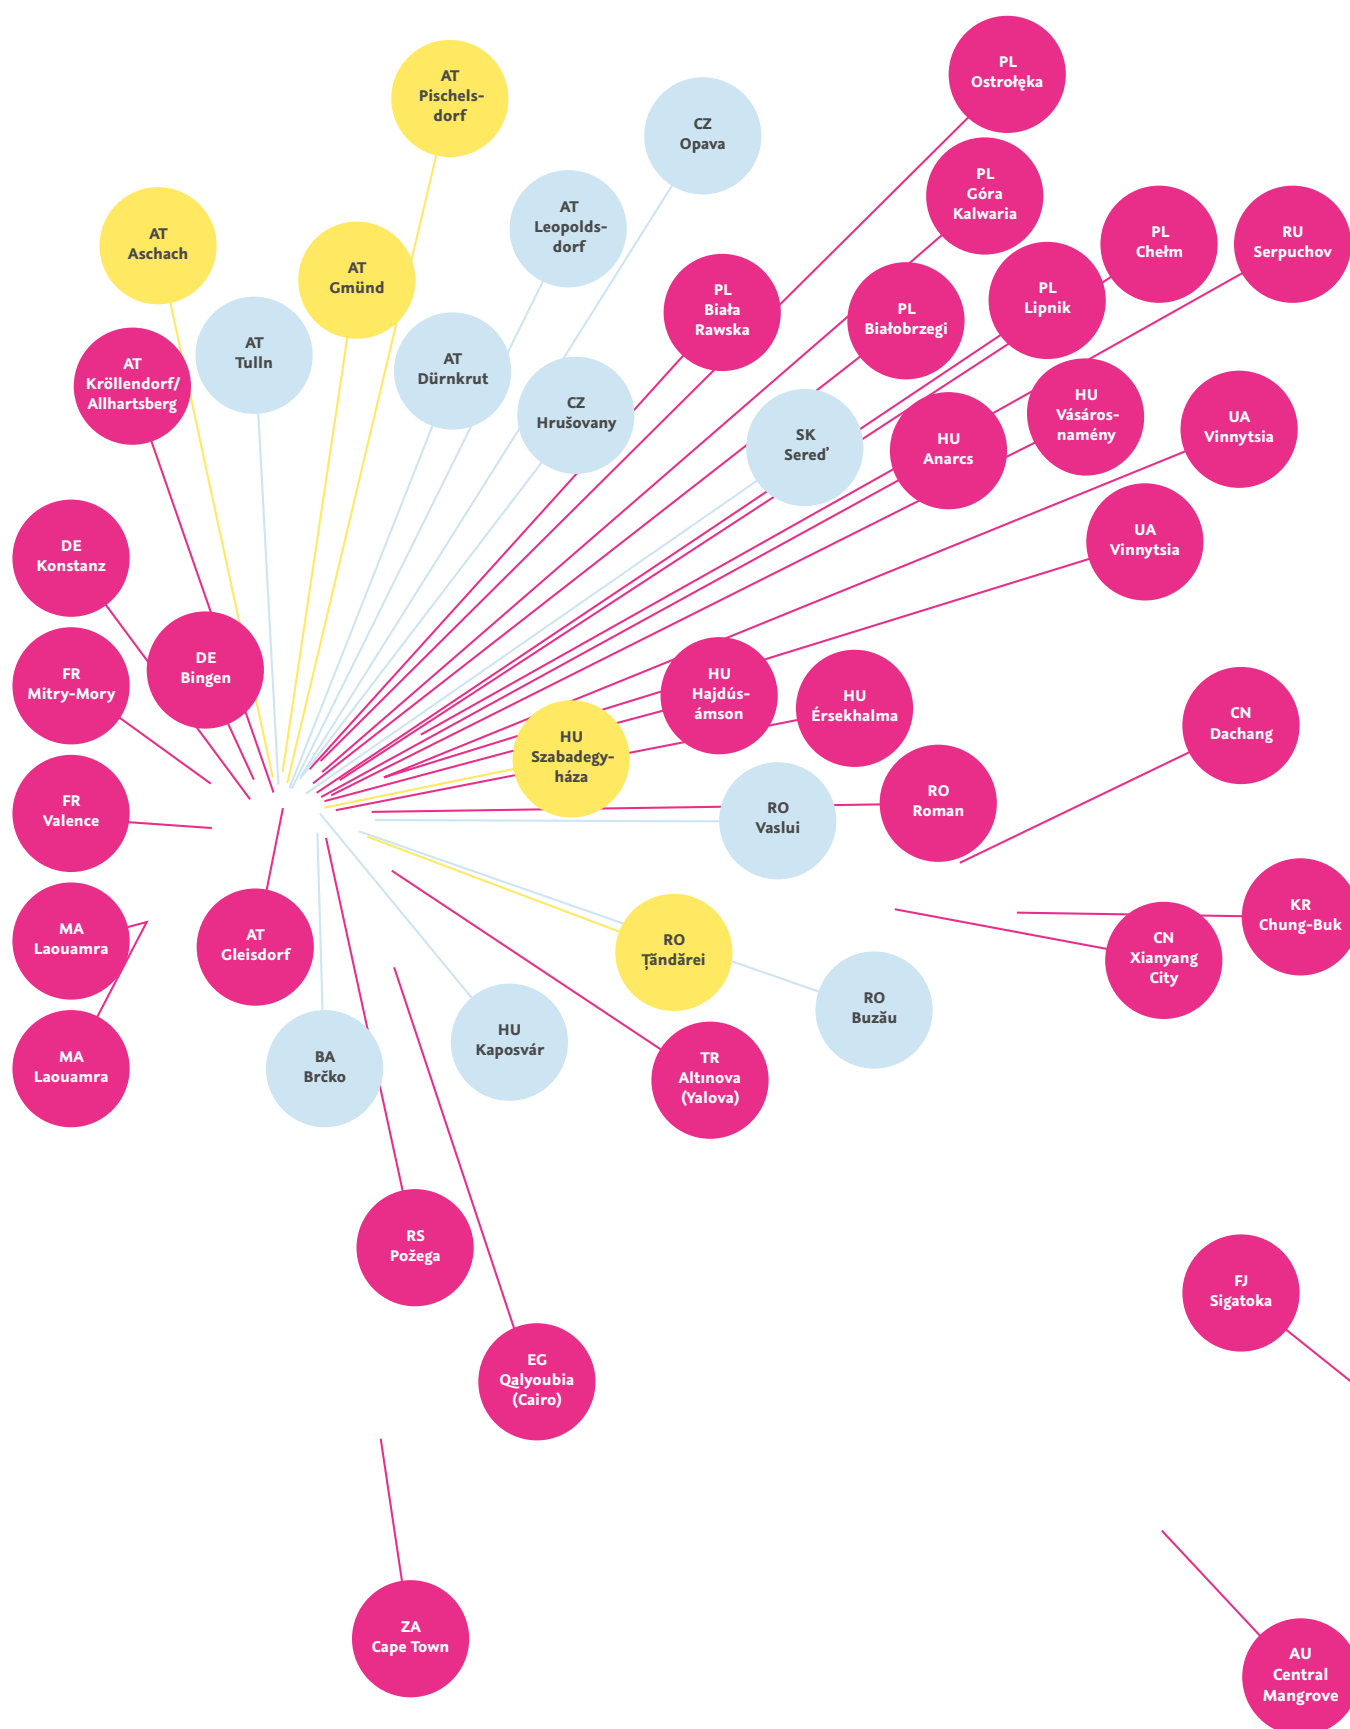 PL
Ostrołęka
AT
Pischels-
dorf
CZ
Opava
PL
Góra
Kalwaria
AT
Leopolds-
dorf
AT
Aschach
PL
Chełm
RU
Serpuchov
AT
Gmünd
PL
Biała
Rawska
PL
Lipnik
PL
Białobrzegi
AT
Tulln
AT
Dürnkrut
AT
Kröllendorf/
Allhartsberg
CZ
Hrušovany
HU
Vásáros-
namény
UA
Vinnytsia
SK
Sereď
HU
Anarcs
UA
Vinnytsia
DE
Konstanz
DE
Bingen
FR
Mitry-Mory
HU
Hajdús-
ámson
HU
Érsekhalma
CN
Dachang
HU
Szabadegy-
háza
FR
Valence
RO
Vaslui
RO
Roman
KR
Chung-Buk
MA
Laouamra
AT
Gleisdorf
RO
Ţăndărei
CN
Xianyang
City
RO
Buzău
HU
Kaposvár
MA
Laouamra
BA
Brčko
TR
Altınova
(Yalova)
RS
Požega
FJ
Sigatoka
EG
Qalyoubia
(Cairo)
ZA
Cape Town
AU
Central
Mangrove